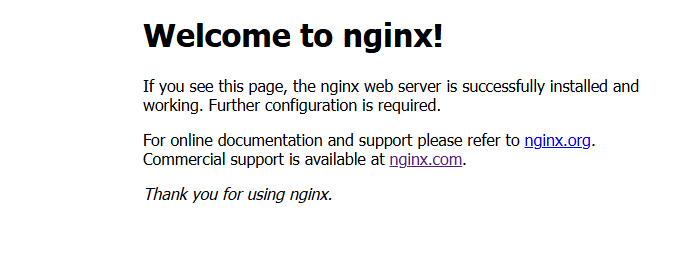 Welcome to nginx!
If you see this page, the nginx web server is successfully installed and
working. Further configuration is required.
For online documentation and support please refer to nginx.org.
Commercial support is available at nginx.com.
Thank you for using nginx.